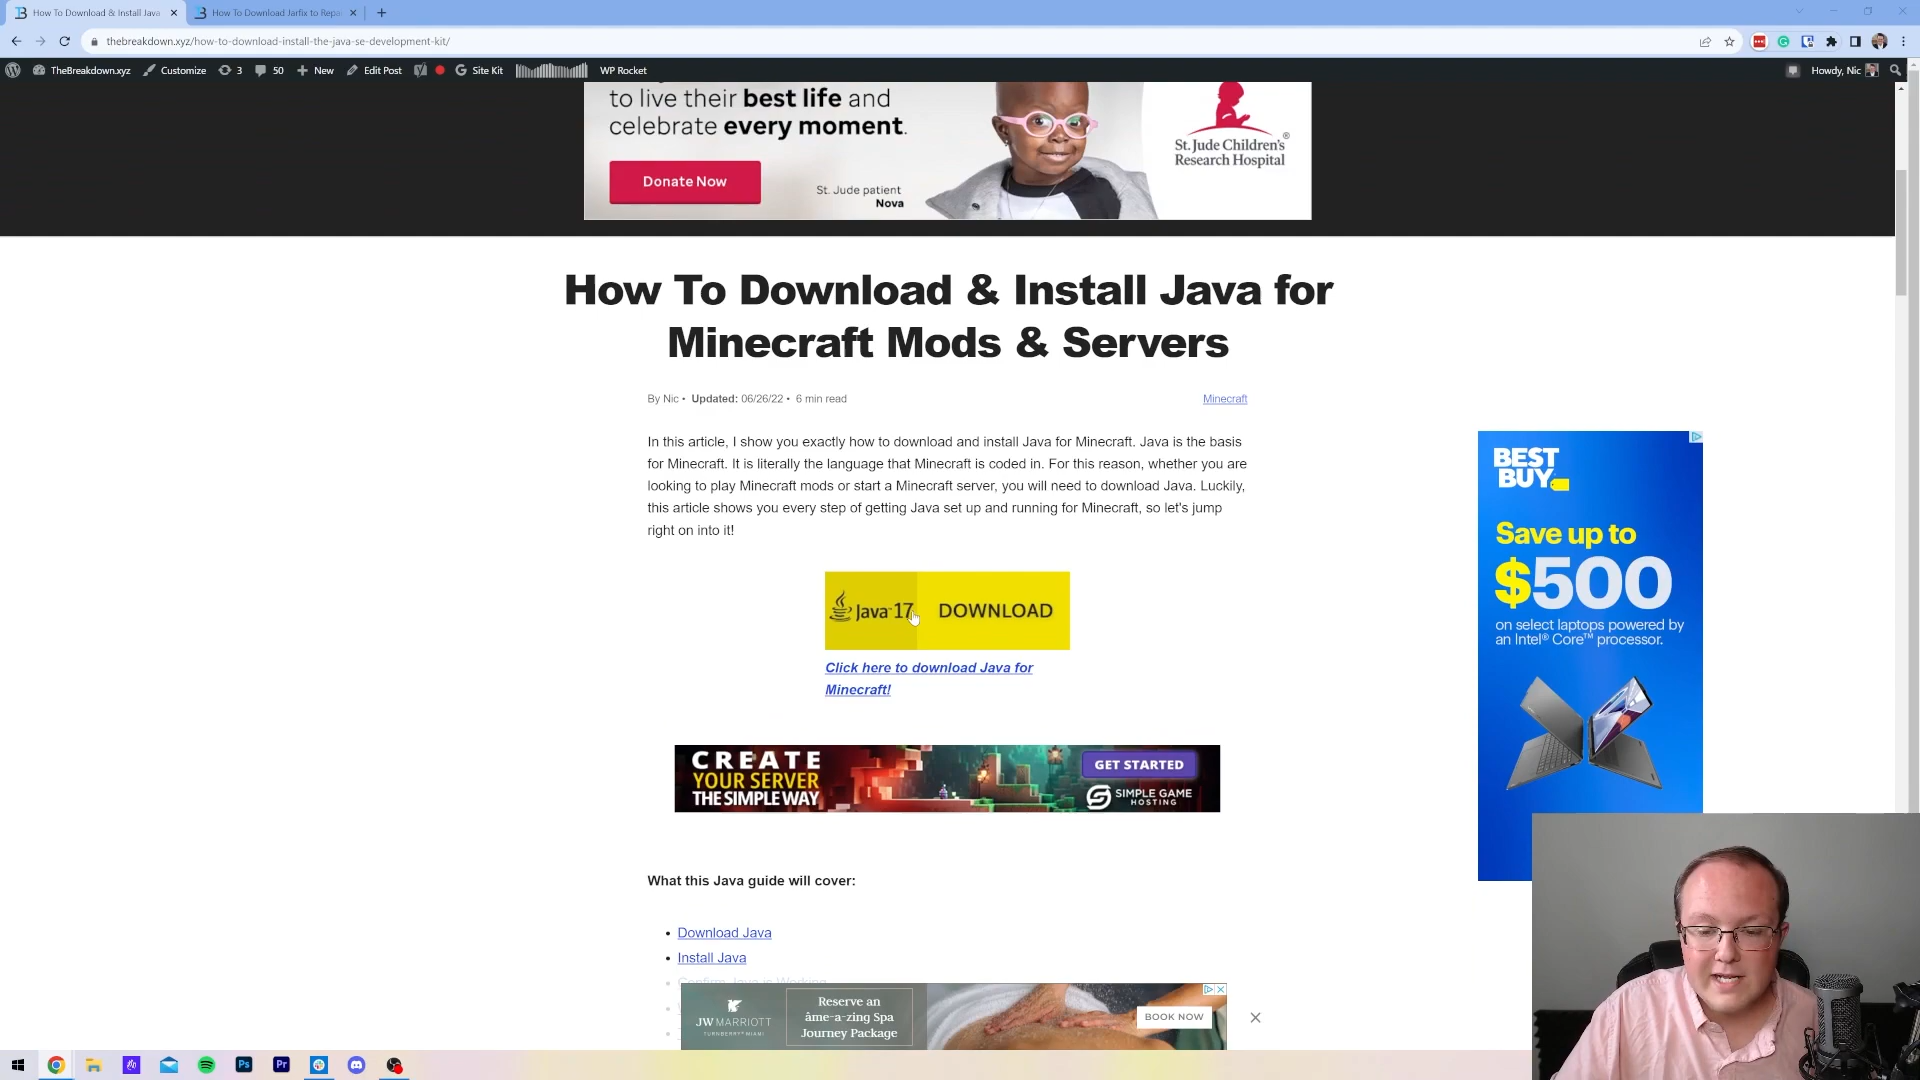 How To Download & Install Java
How To Download Jarfix to Repa
thebreakdown.xyz/how-to-download-install-the-java-se-development-kit/
TheBreakdown.xyz
Customize
3
50
New
Edit Post
Site Kit
WP Rocket
Howdy, Nic
to live their best life and
celebrate every moment.
Donate Now
St. Jude patient
Nova
St. Jude Children's
Research Hospital
®
How To Download & Install Java for
Minecraft Mods & Servers
By Nic • Updated: 06/26/22 • 6 min read
Minecraft
In this article, I show you exactly how to download and install Java for Minecraft. Java is the basis
for Minecraft. It is literally the language that Minecraft is coded in. For this reason, whether you are
looking to play Minecraft mods or start a Minecraft server, you will need to download Java. Luckily,
this article shows you every step of getting Java set up and running for Minecraft, so let's jump
right on into it!
Java 17
DOWNLOAD
Click here to download Java for
Minecraft!
BEST
BUY
Save up to
$500
on select laptops powered by
an Intel® Core™ processor.
CREATE
YOUR SERVER
THE SIMPLE WAY
GET STARTED
SIMPLE GAME
HOSTING
What this Java guide will cover:
• Download Java
• Install Java
• Confirm Java is Working
JW MARRIOTT
TURNBERRY MIAMI
Reserve an
âme-a-zing Spa
Journey Package
BOOK NOW
Ps
Pr